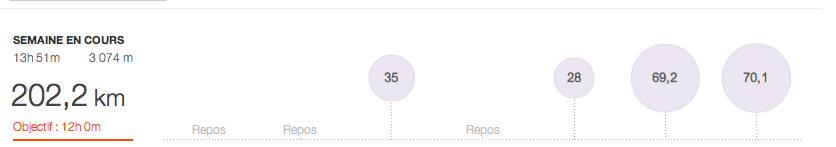 SEMAINE EN COURS
13h 51m 3 074 m
202,2 km
Objectif : 12h 0m
Repos
Repos
35
Repos
28
69,2
70,1